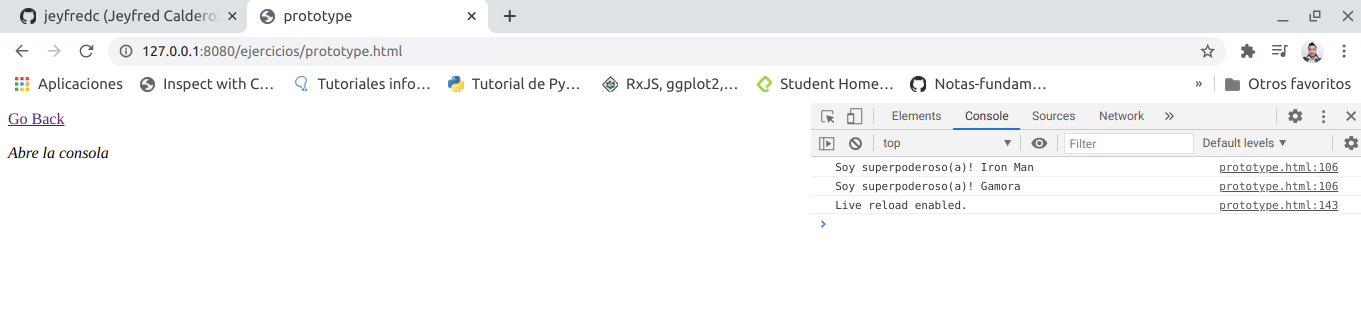 jeyfredc (Jeyfred Caldero
prototype
127.0.0.1:8080/ejercicios/prototype.html
Aplicaciones Inspect with C… Tutoriales info… Tutorial de Py… RxJS, ggplot2,… Student Home… Notas-fundam… » Otros favoritos
Go Back
Abre la consola
Elements Console Sources Network »
top Filter Default levels
Soy superpoderoso(a)! Iron Man prototype.html:106
Soy superpoderoso(a)! Gamora prototype.html:106
Live reload enabled. prototype.html:143